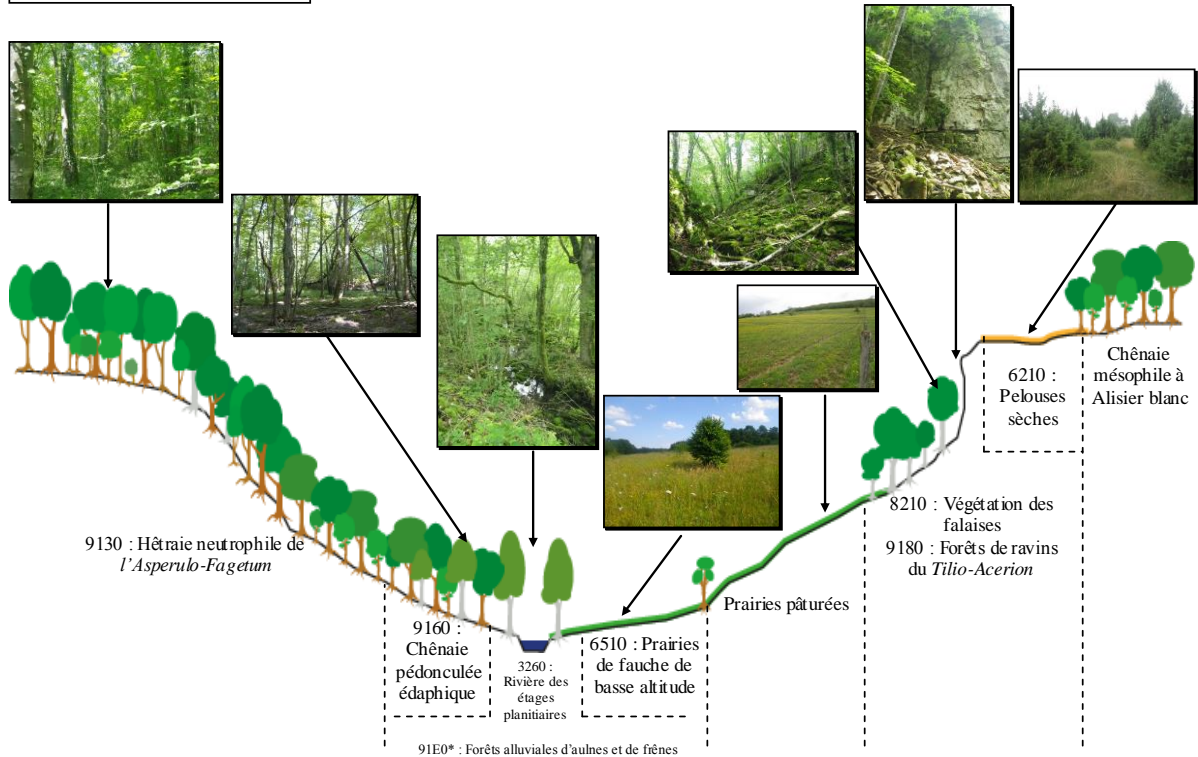 9130 : Hêtraie neutrophile de
l'Asperulo-Fagetum
9160 :
Chênaie
pédonculée
édaphique
3260 :
Rivière des
étages
planitiaires
6510 : Prairies
de fauche de
basse altitude
91E0* : Forêts alluviales d'aulnes et de frênes
Prairies pâturées
8210 : Végétation des
falaises
9180 : Forêts de ravins
du Tilio-Acerion
6210 :
Pelouses
sèches
Chênaie
mésophile à
Alisier blanc